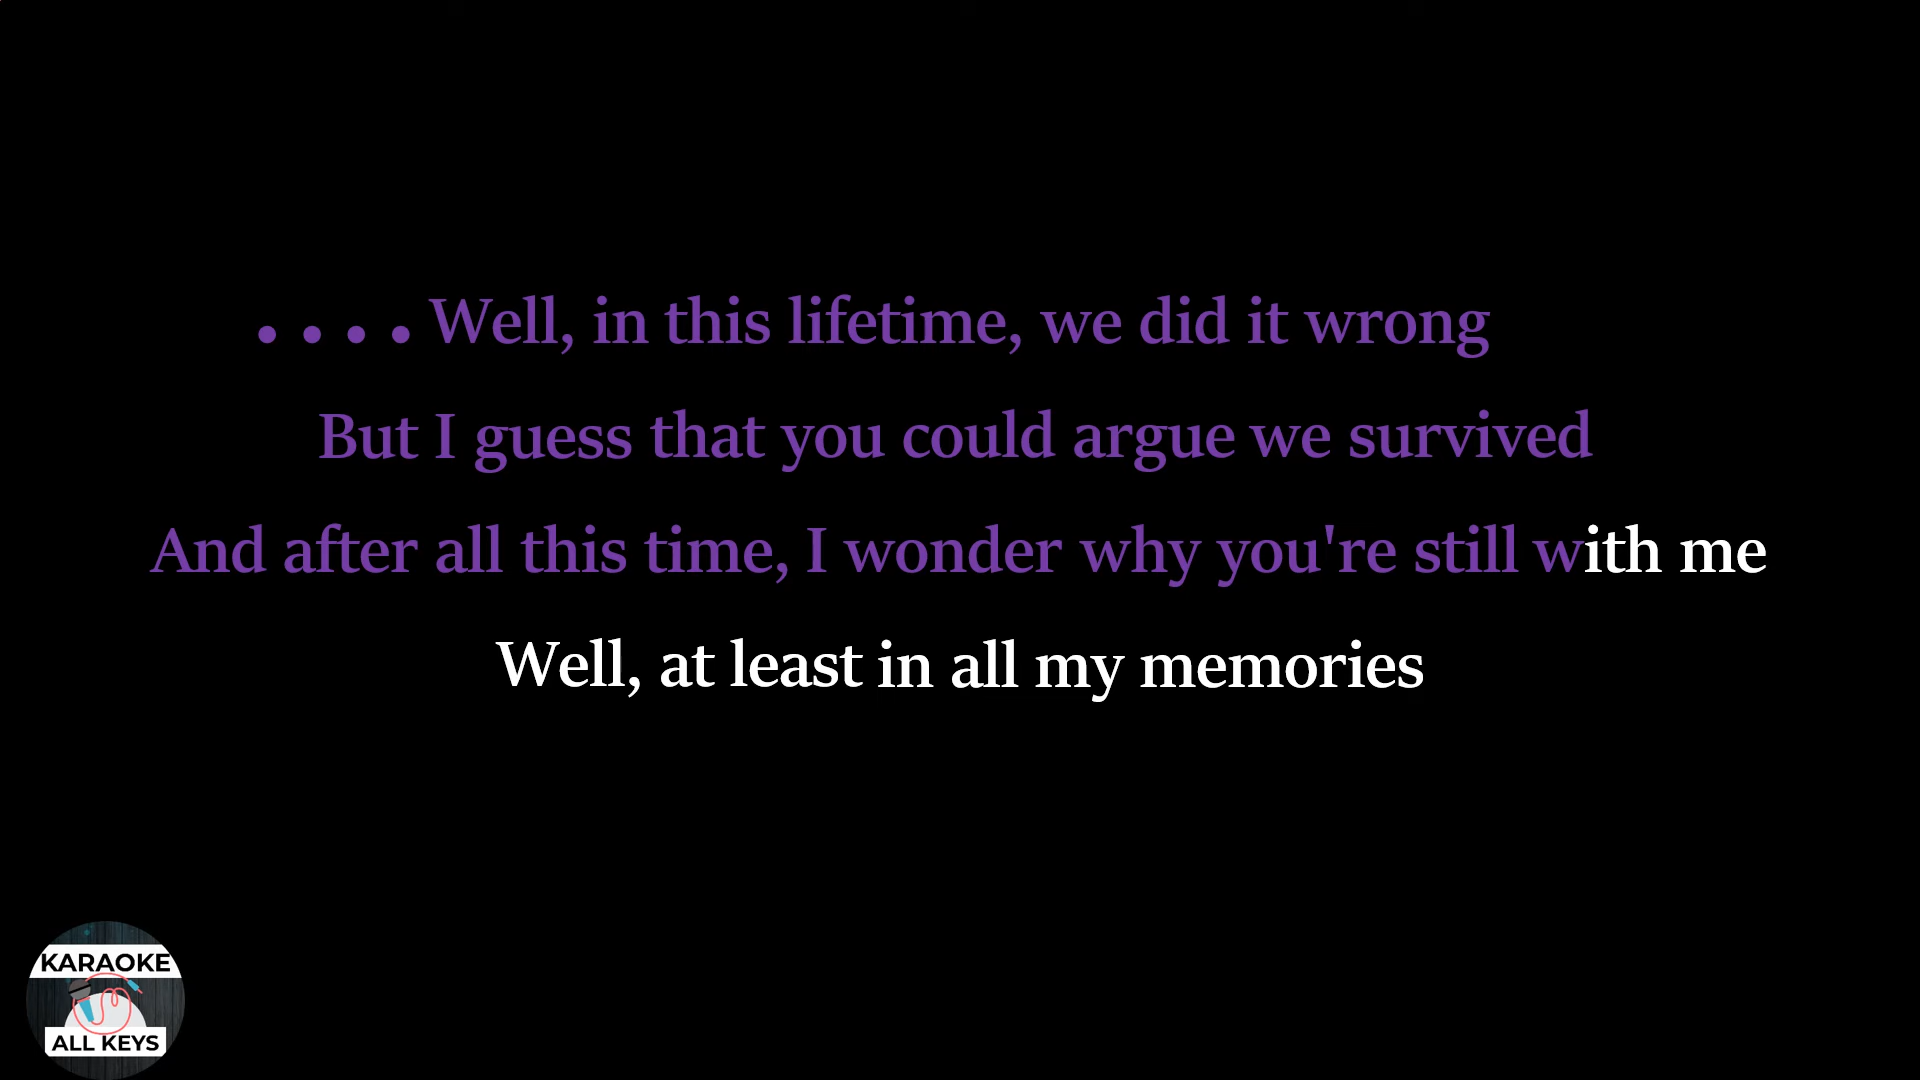 ....Well, in this lifetime, we did it wrong
But I guess that you could argue we survived
And after all this time, I wonder why you're still with me
Well, at least in all my memories
KARAOKE
ALL KEYS